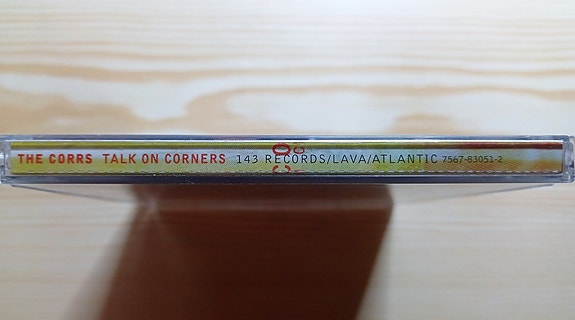 THE CORRS TALK ON CORNERS 143 RECORDS/LAVA/ATLANTIC 7567-83051-2